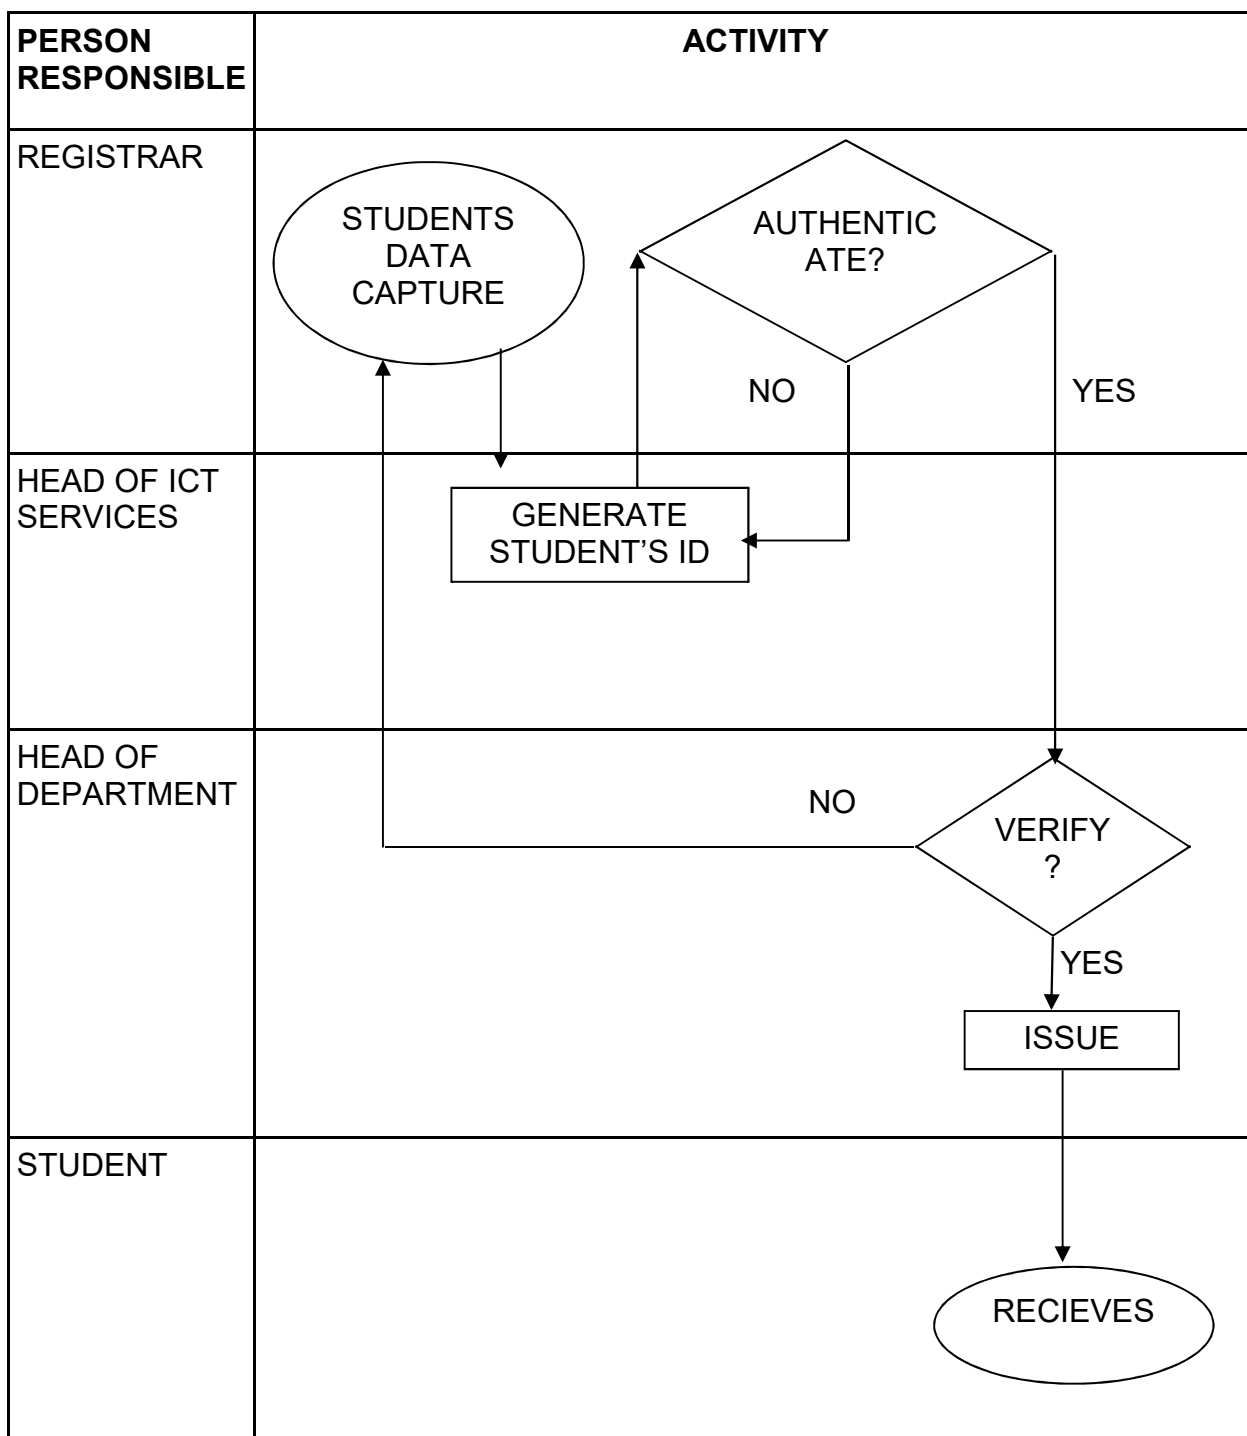 PERSON
RESPONSIBLE
ACTIVITY
REGISTRAR
STUDENTS
DATA
CAPTURE
AUTHENTIC
ATE?
NO
YES
HEAD OF ICT
SERVICES
GENERATE
STUDENT’S ID
HEAD OF
DEPARTMENT
NO
VERIFY
?
YES
ISSUE
STUDENT
RECIEVES